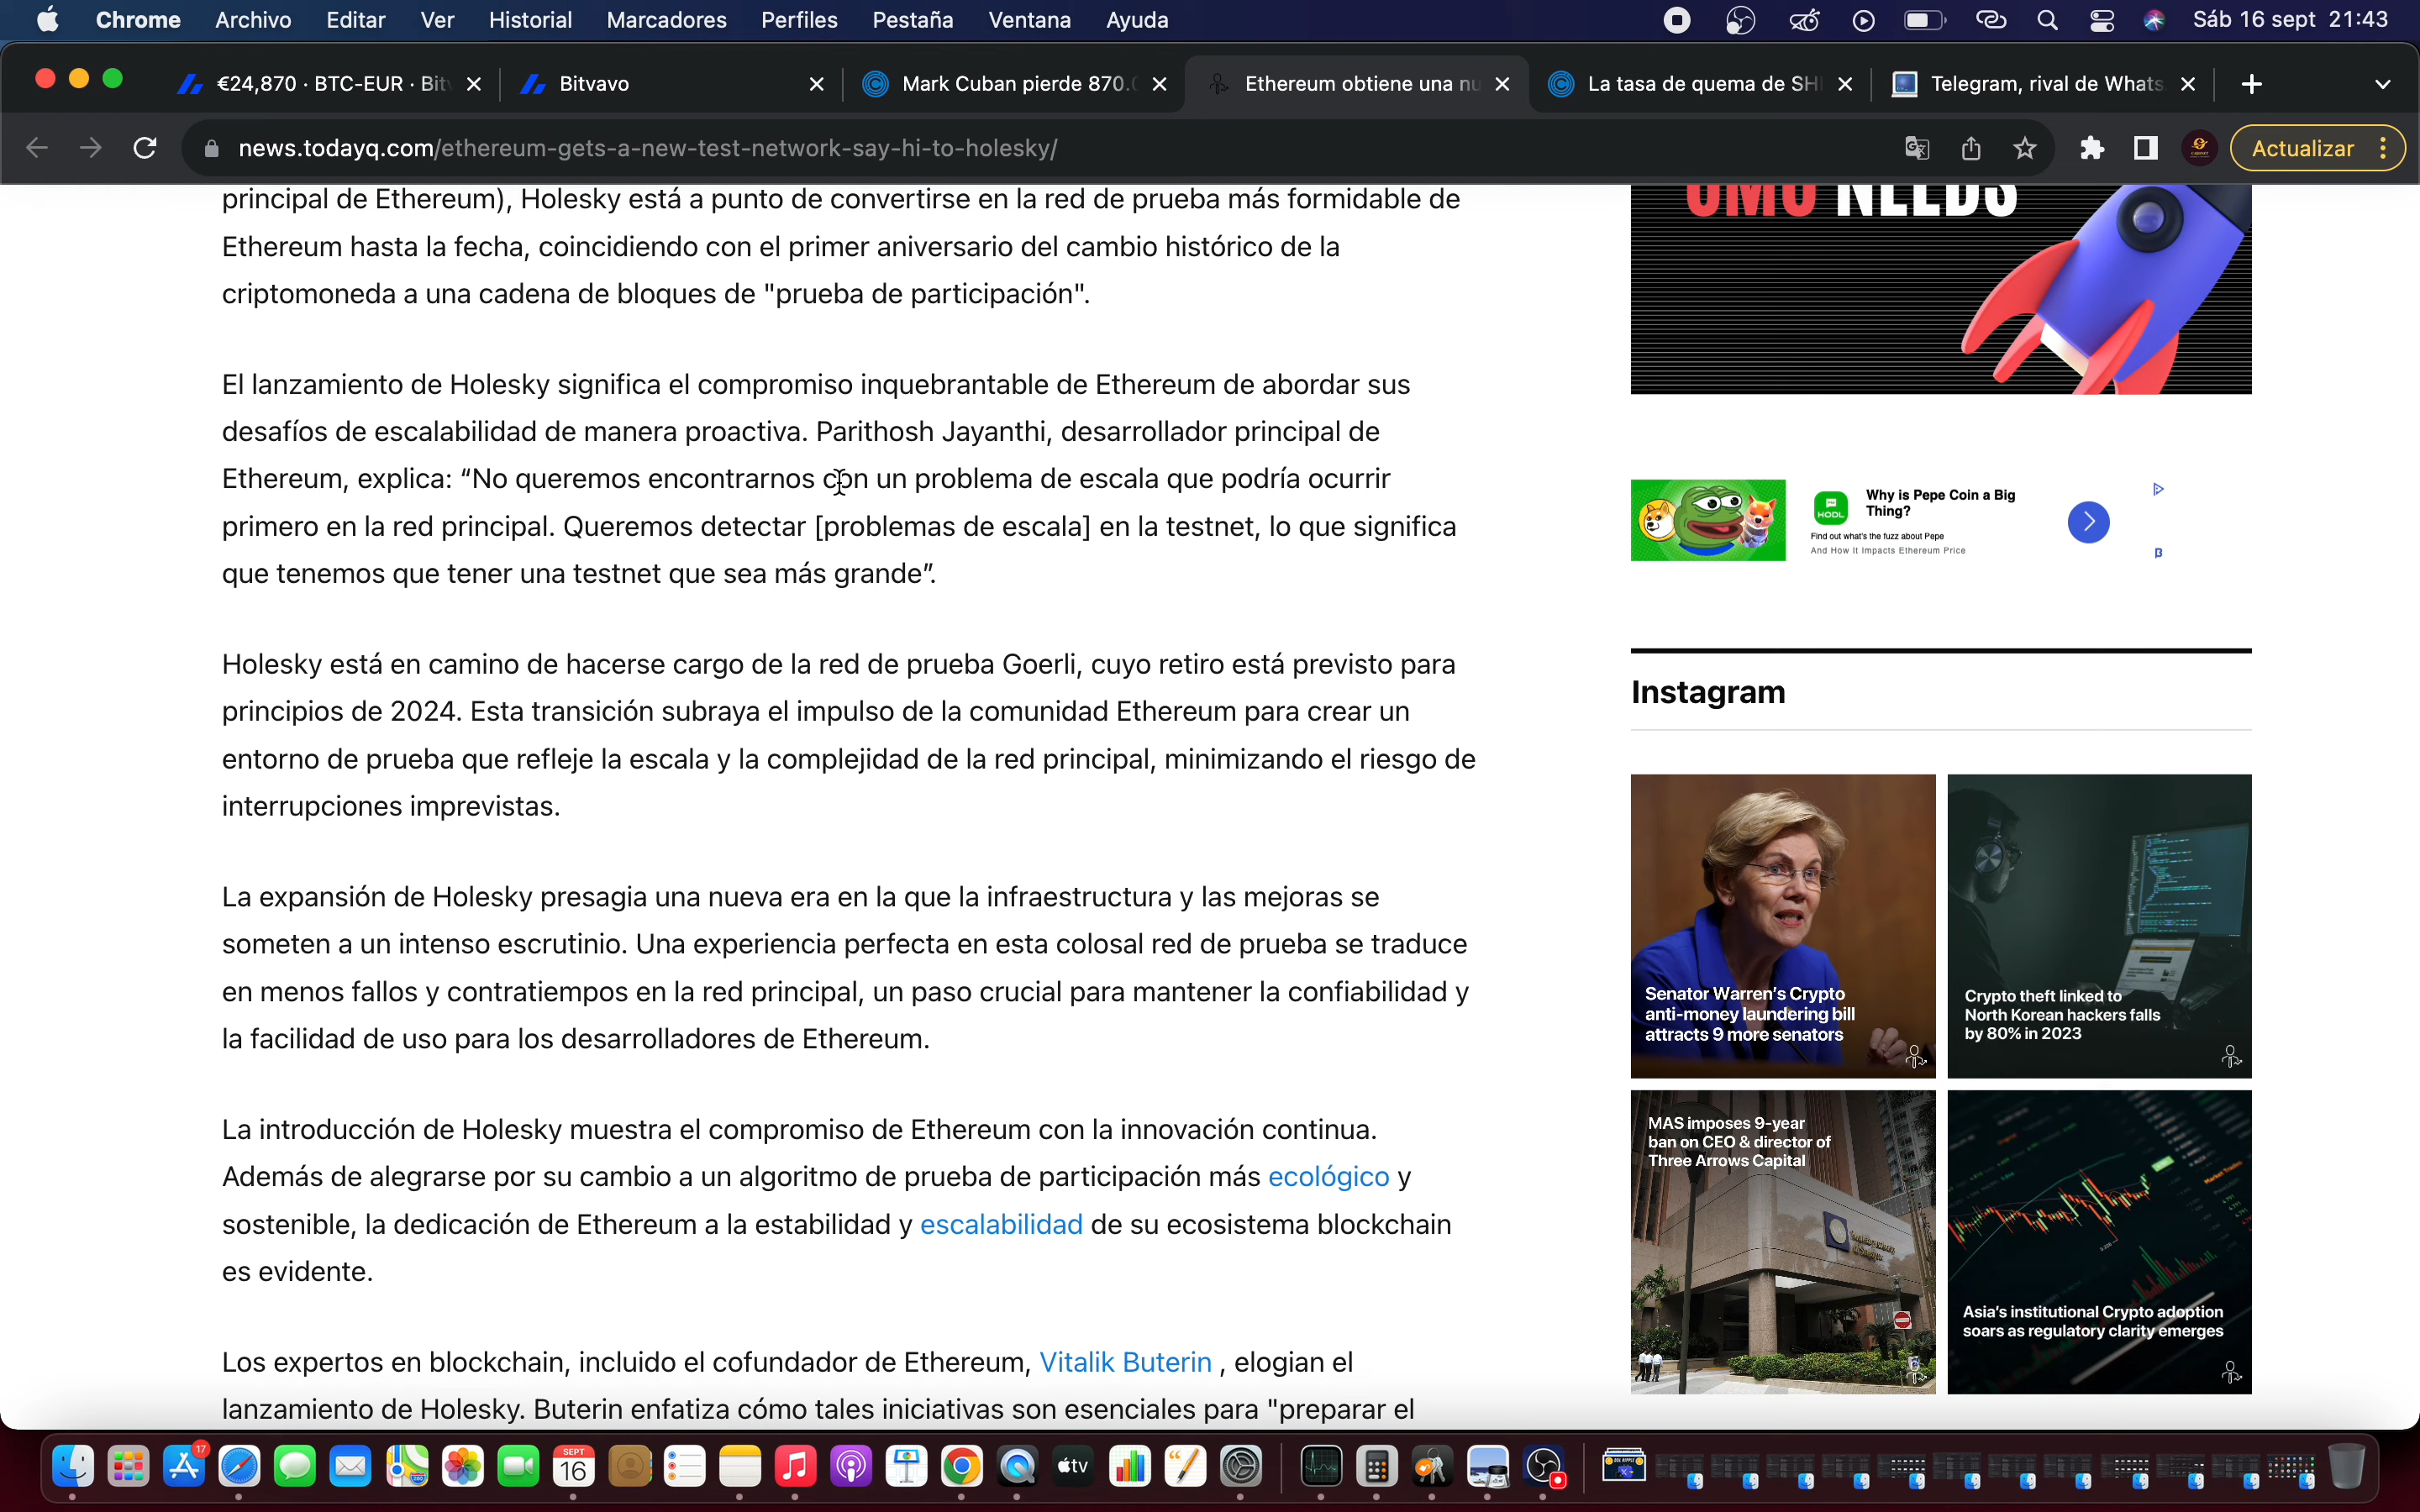 Chrome Archivo Editar Ver Historial Marcadores Perfiles Pestaña Ventana Ayuda Sáb 16 sept 21:43
€24,870 · BTC-EUR · Bitv
Bitvavo
Mark Cuban pierde 870.0
Ethereum obtiene una nu
La tasa de quema de SHI
Telegram, rival de Whats
news.todayq.com/ethereum-gets-a-new-test-network-say-hi-to-holesky/
Actualizar
principal de Ethereum), Holesky está a punto de convertirse en la red de prueba más formidable de
Ethereum hasta la fecha, coincidiendo con el primer aniversario del cambio histórico de la
criptomoneda a una cadena de bloques de "prueba de participación".
El lanzamiento de Holesky significa el compromiso inquebrantable de Ethereum de abordar sus
desafíos de escalabilidad de manera proactiva. Parithosh Jayanthi, desarrollador principal de
Ethereum, explica: “No queremos encontrarnos con un problema de escala que podría ocurrir
primero en la red principal. Queremos detectar [problemas de escala] en la testnet, lo que significa
que tenemos que tener una testnet que sea más grande”.
Holesky está en camino de hacerse cargo de la red de prueba Goerli, cuyo retiro está previsto para
principios de 2024. Esta transición subraya el impulso de la comunidad Ethereum para crear un
entorno de prueba que refleje la escala y la complejidad de la red principal, minimizando el riesgo de
interrupciones imprevistas.
La expansión de Holesky presagia una nueva era en la que la infraestructura y las mejoras se
someten a un intenso escrutinio. Una experiencia perfecta en esta colosal red de prueba se traduce
en menos fallos y contratiempos en la red principal, un paso crucial para mantener la confiabilidad y
la facilidad de uso para los desarrolladores de Ethereum.
La introducción de Holesky muestra el compromiso de Ethereum con la innovación continua.
Además de alegrarse por su cambio a un algoritmo de prueba de participación más ecológico y
sostenible, la dedicación de Ethereum a la estabilidad y escalabilidad de su ecosistema blockchain
es evidente.
Los expertos en blockchain, incluido el cofundador de Ethereum, Vitalik Buterin , elogian el
lanzamiento de Holesky. Buterin enfatiza cómo tales iniciativas son esenciales para "preparar el
NEEDS
HODL
Why is Pepe Coin a Big
Thing?
Find out what's the fuzz about Pepe
And How It Impacts Ethereum Price
Instagram
Senator Warren's Crypto
anti-money laundering bill
attracts 9 more senators
Crypto theft linked to
North Korean hackers falls
by 80% in 2023
MAS imposes 9-year
ban on CEO & director of
Three Arrows Capital
Asia's institutional Crypto adoption
soars as regulatory clarity emerges
17
SEPT
16
tv